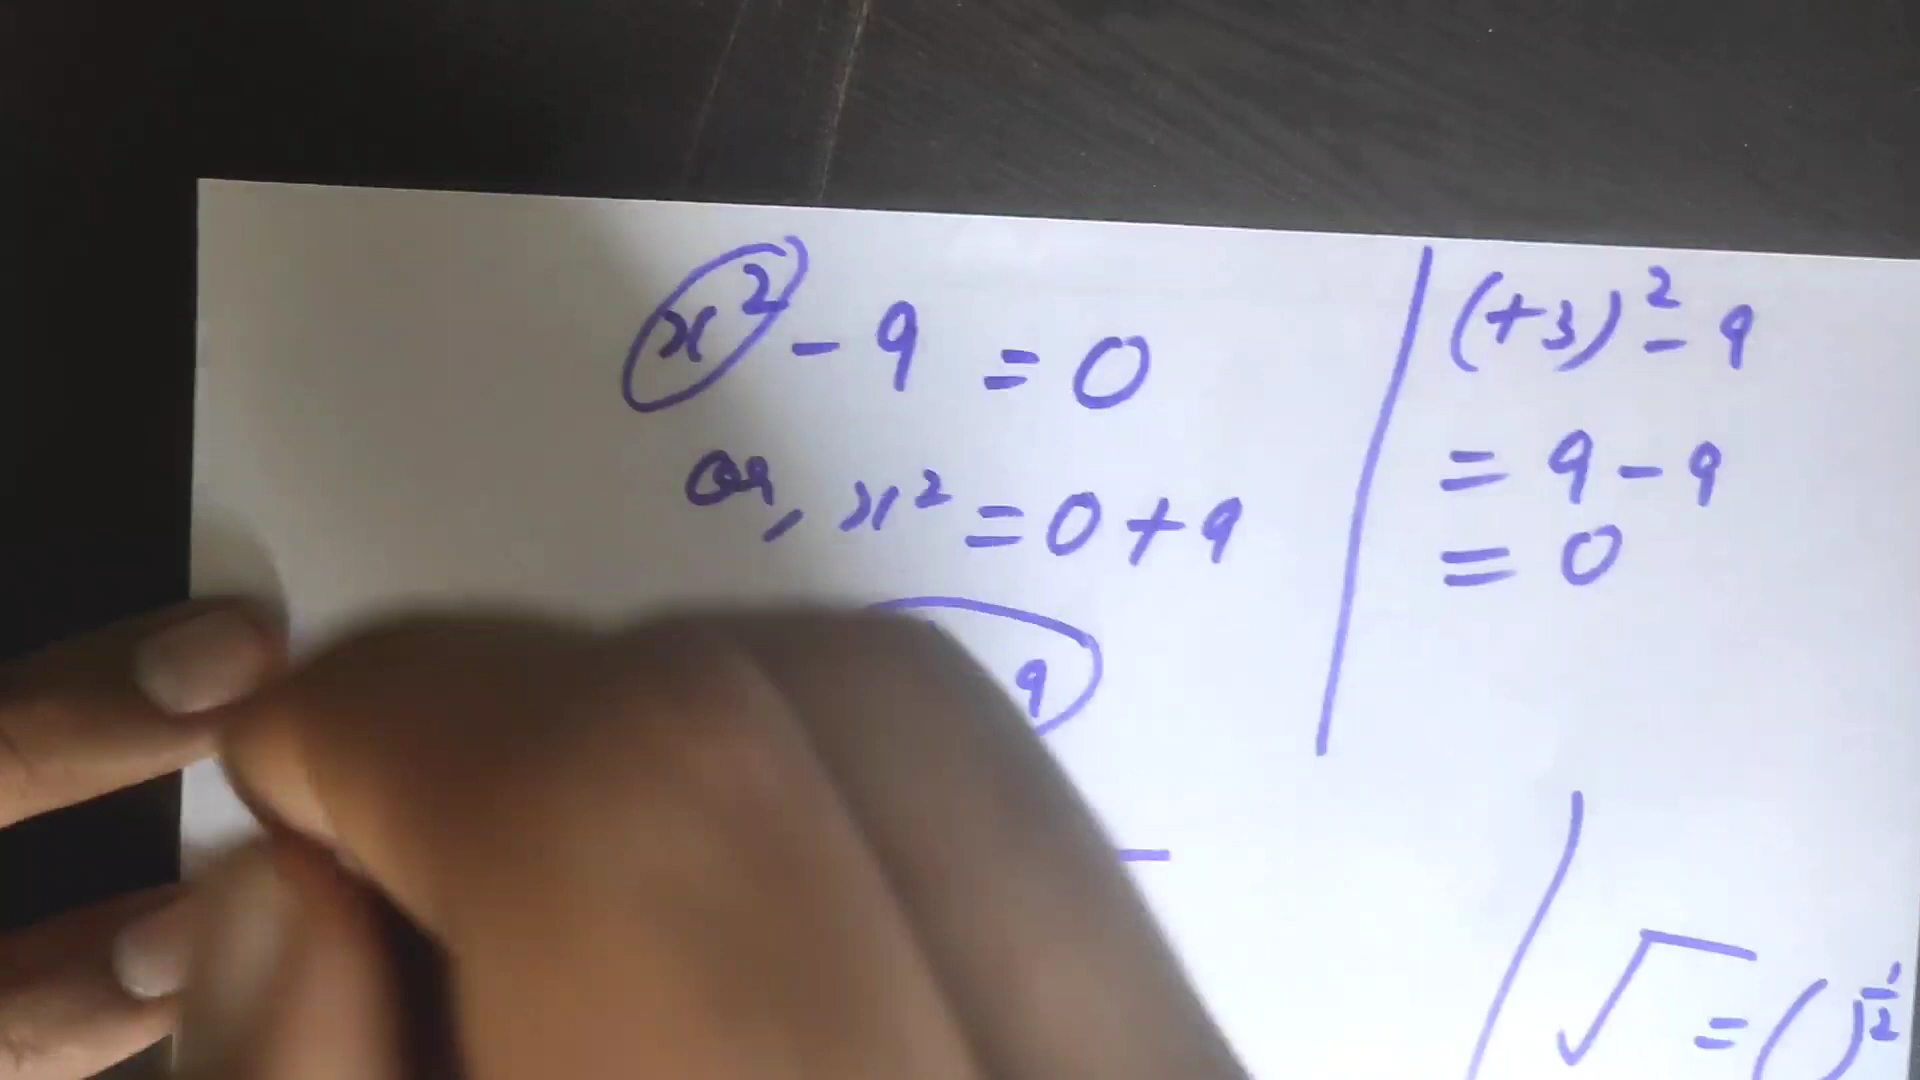 x² - 9 = 0
or, x² = 0 + 9
9
(+3)² - 9
= 9 - 9
= 0
√ = ( )^1/2